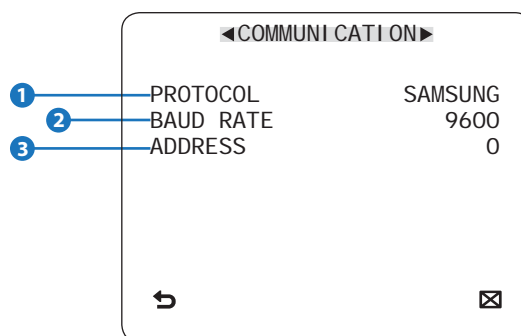 ◄COMMUNICATION►
1 PROTOCOL SAMSUNG
2 BAUD RATE 9600
3 ADDRESS 0